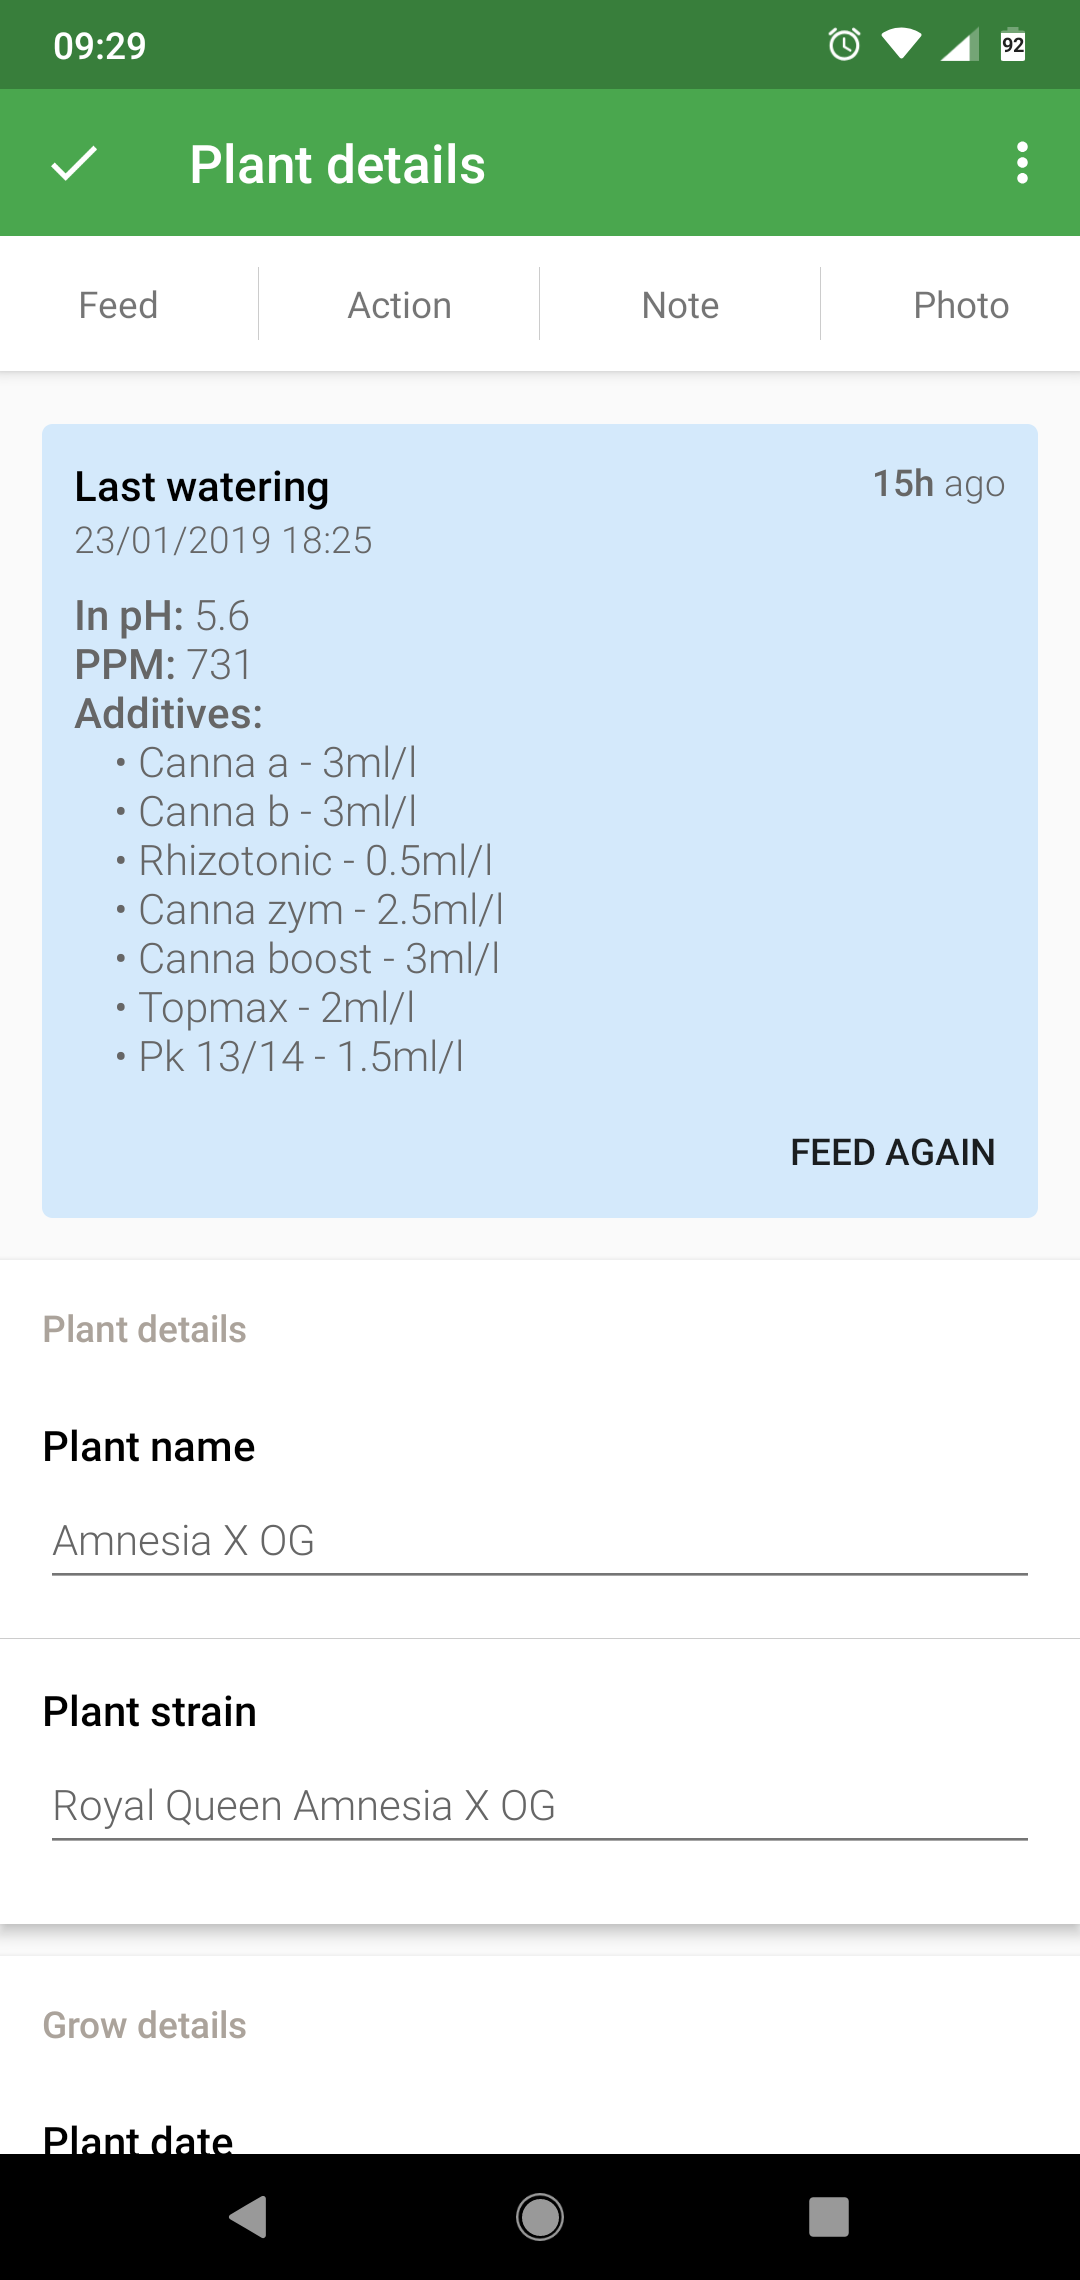 09:29
92
Plant details
Feed
Action
Note
Photo
Last watering
15h ago
23/01/2019 18:25
In pH: 5.6
PPM: 731
Additives:
• Canna a - 3ml/l
• Canna b - 3ml/l
• Rhizotonic - 0.5ml/l
• Canna zym - 2.5ml/l
• Canna boost - 3ml/l
• Topmax - 2ml/l
• Pk 13/14 - 1.5ml/l
FEED AGAIN
Plant details
Plant name
Amnesia X OG
Plant strain
Royal Queen Amnesia X OG
Grow details
Plant date